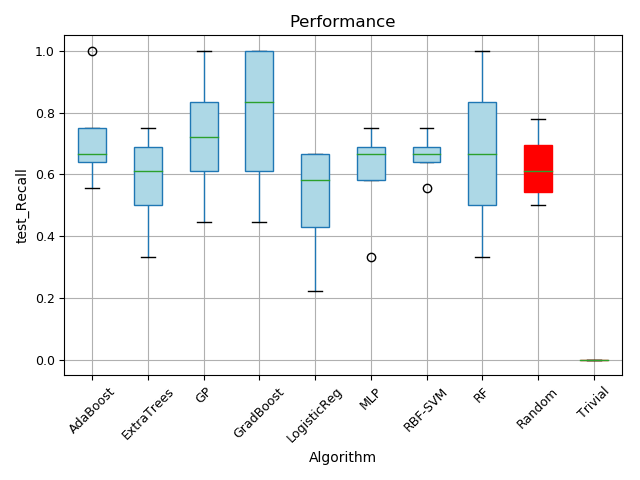 Performance
test_Recall
1.0
0.8
0.6
0.4
0.2
0.0
AdaBoost
ExtraTrees
GP
GradBoost
LogisticReg
MLP
RBF-SVM
RF
Random
Trivial
Algorithm